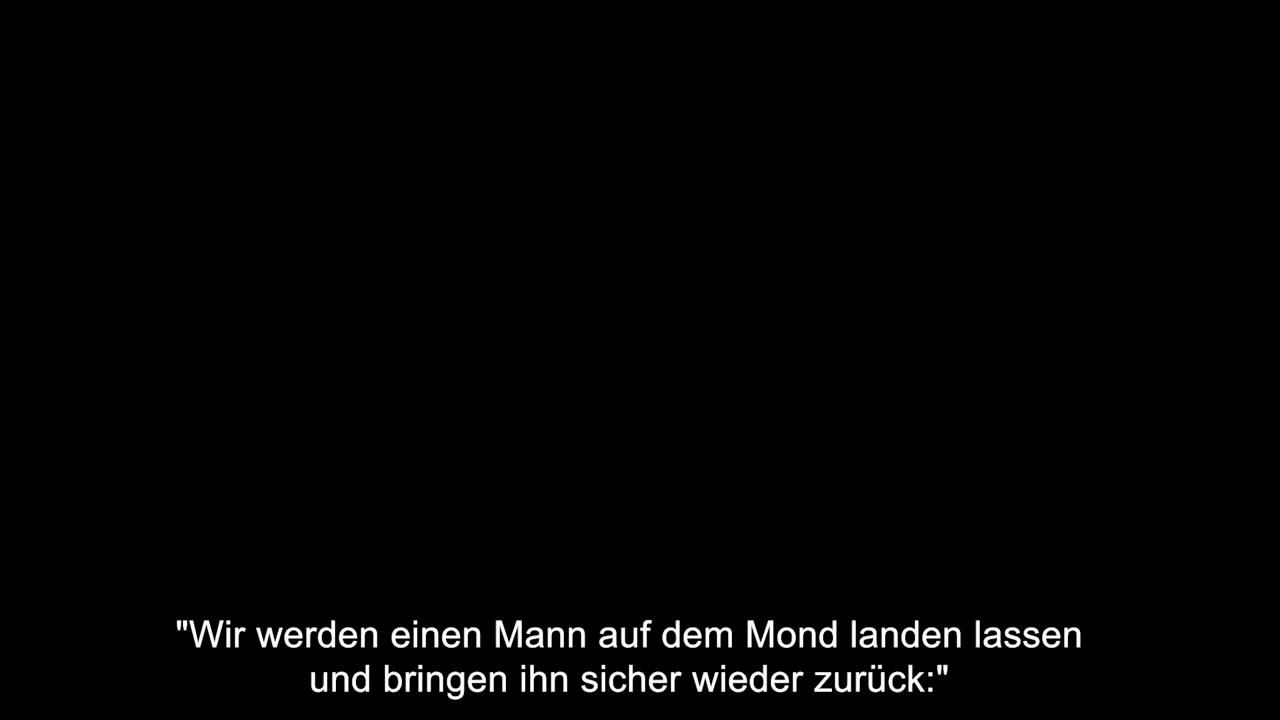 "Wir werden einen Mann auf dem Mond landen lassen
und bringen ihn sicher wieder zurück:"